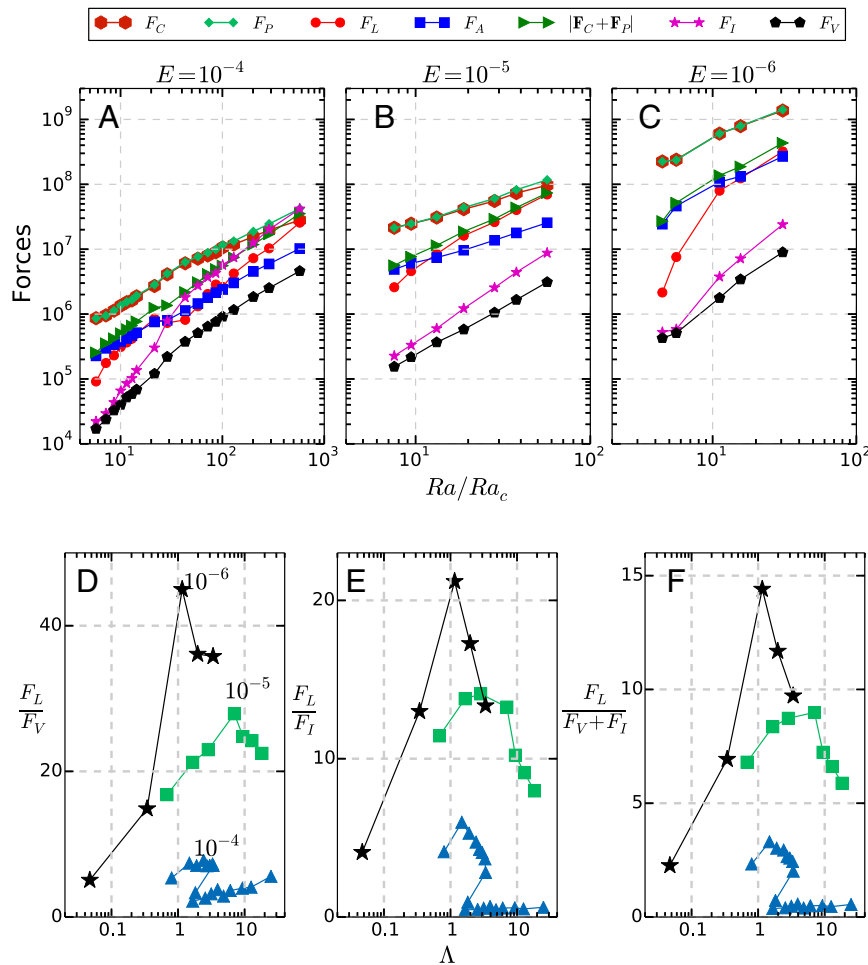 F_C F_P F_L F_A |F_C+F_P| F_I F_V
E=10^-4 E=10^-5 E=10^-6
A B C
10^9
10^8
10^7
10^6
10^5
10^4
Forces
10^1 10^2 10^3 10^1 10^2 10^1 10^2
Ra/Ra_c
D E F
40
20
0
F_L/F_V
10^-6
10^-5
10^-4
0.1 1 10
20
10
0
F_L/F_I
0.1 1 10
15
10
5
0
F_L/(F_V+F_I)
0.1 1 10
Λ